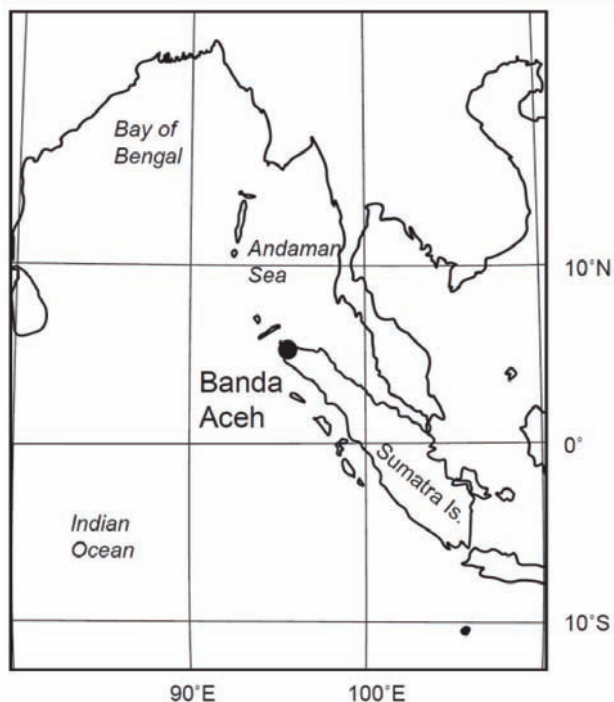 Bay of
Bengal
Andaman
Sea
10°N
Banda
Aceh
0°
Sumatra Is.
Indian
Ocean
10°S
90°E
100°E